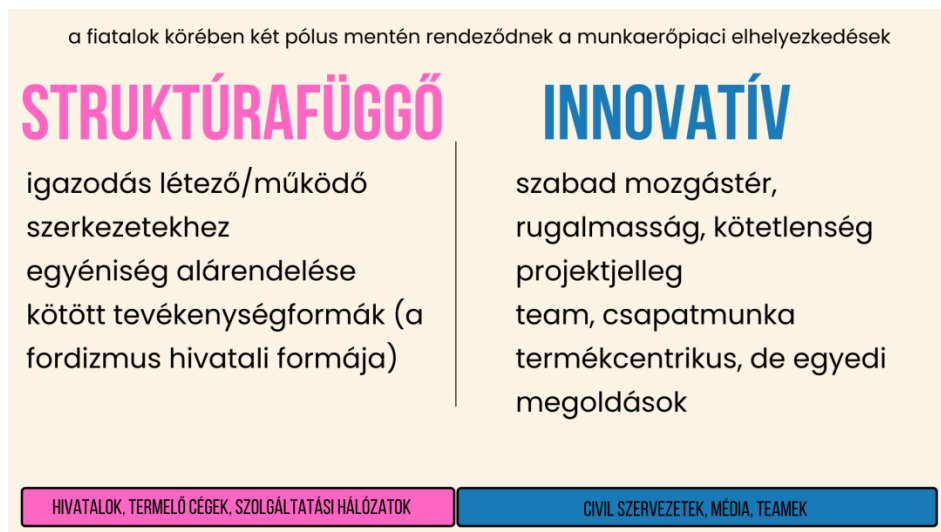 a fiatalok körében két pólus mentén rendeződnek a munkaerőpiaci elhelyezkedések
STRUKTÚRAFÜGGŐ
igazodás létező/működő
szerkezetekhez
egyéniség alárendelése
kötött tevékenységformák (a
fordizmus hivatali formája)
HIVATALOK, TERMELŐ CÉGEK, SZOLGÁLTATÁSI HÁLÓZATOK
INNOVATÍV
szabad mozgástér,
rugalmasság, kötetlenség
projektjelleg
team, csapatmunka
termékcentrikus, de egyedi
megoldások
CIVIL SZERVEZETEK, MÉDIA, TEAMEK